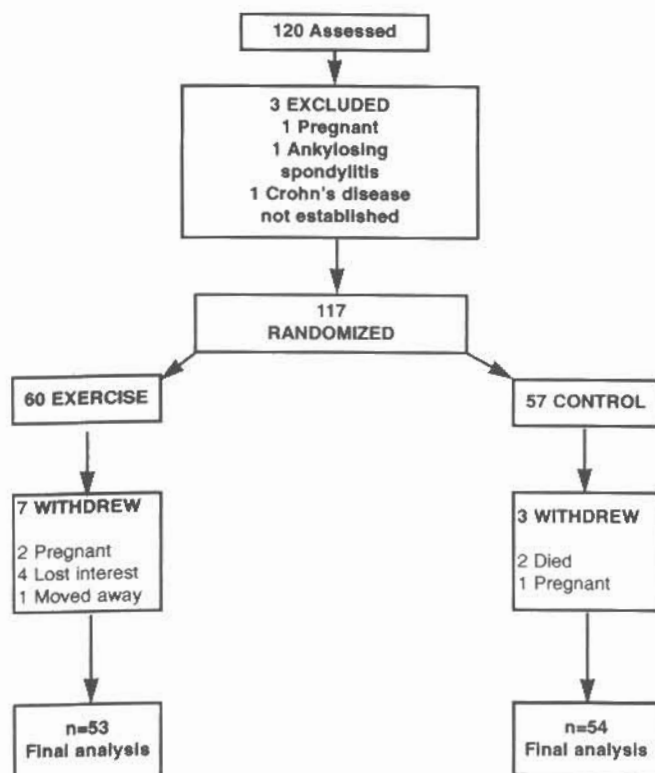 120 Assessed
3 EXCLUDED
1 Pregnant
1 Ankylosing
spondylitis
1 Crohn's disease
not established
117
RANDOMIZED
60 EXERCISE
57 CONTROL
7 WITHDREW
2 Pregnant
4 Lost interest
1 Moved away
3 WITHDREW
2 Died
1 Pregnant
n=53
Final analysis
n=54
Final analysis